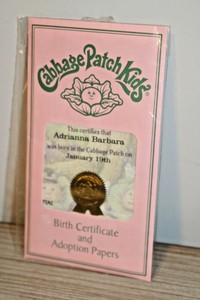 Cabbage Patch Kids
This certifies that
Adrianna Barbara
was born in the Cabbage Patch on
January 19th
Birth Certificate
and
Adoption Papers